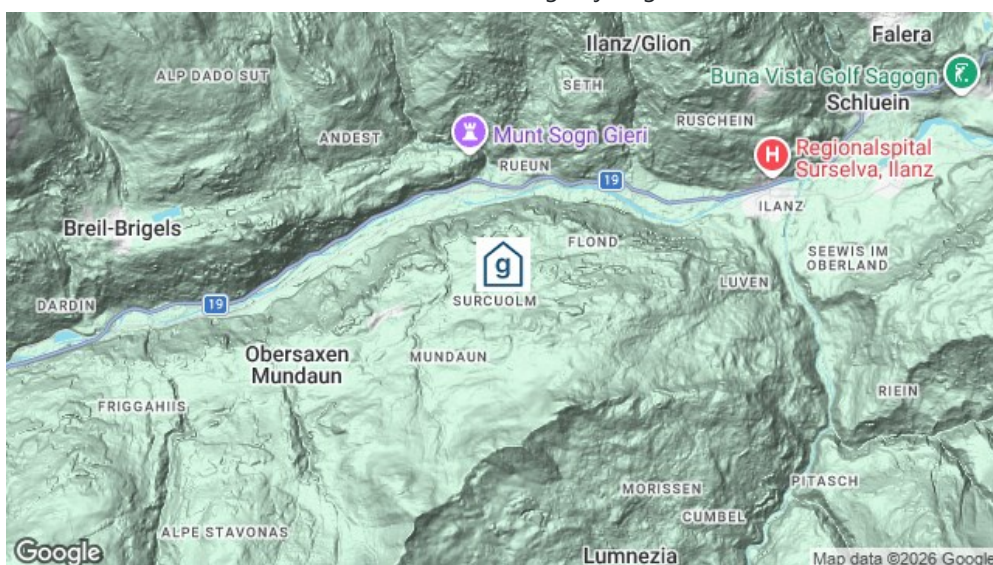 Falera
Ilanz/Glion
ALP DADO SUT
Buna Vista Golf Sagogn
SETH
Schluein
RUSCHEIN
ANDEST
Munt Sogn Gieri
H
Regionalspital
Surselva, Ilanz
RUEUN
19
ILANZ
Breil-Brigels
FLOND
SEEWIS IM
OBERLAND
g
LUVEN
DARDIN
19
SURCUOLM
Obersaxen
Mundaun
MUNDAUN
RIEIN
FRIGGAHIIS
PITASCH
MORISSEN
CUMBEL
ALPE STAVONAS
Lumnezia
Google
Map data ©2026 Google